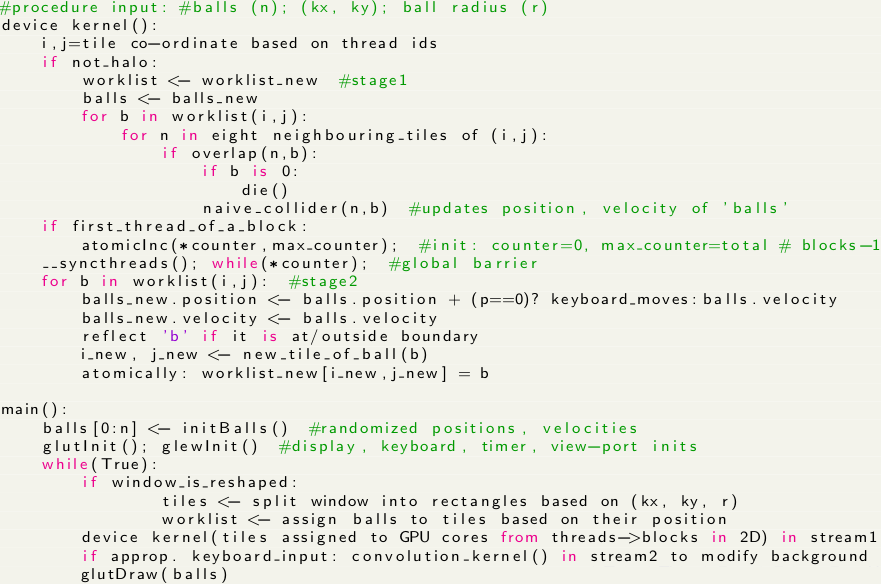 #procedure input: #balls (n); (kx, ky); ball radius (r)
device kernel():
    i,j=tile co-ordinate based on thread ids
    if not_halo:
        worklist <- worklist_new  #stage1
        balls <- balls_new
        for b in worklist(i,j):
            for n in eight neighbouring_tiles of (i,j):
                if overlap(n,b):
                    if b is 0:
                        die()
                    naive_collider(n,b)  #updates position, velocity of 'balls'
    if first_thread_of_a_block:
        atomicInc(*counter,max_counter);  #init: counter=0, max_counter=total # blocks-1
    __syncthreads(); while(*counter);  #global barrier
    for b in worklist(i,j):  #stage2
        balls_new.position <- balls.position + (p==0)? keyboard_moves:balls.velocity
        balls_new.velocity <- balls.velocity
        reflect 'b' if it is at/outside boundary
        i_new, j_new <- new_tile_of_ball(b)
        atomically: worklist_new[i_new,j_new] = b

main():
    balls[0:n] <- initBalls()  #randomized positions, velocities
    glutInit(); glewInit()  #display, keyboard, timer, view-port inits
    while(True):
        if window_is_reshaped:
                tiles <- split window into rectangles based on (kx, ky, r)
                worklist <- assign balls to tiles based on their position
        device kernel(tiles assigned to GPU cores from threads->blocks in 2D) in stream1
        if approp. keyboard_input: convolution_kernel() in stream2 to modify background
        glutDraw(balls)